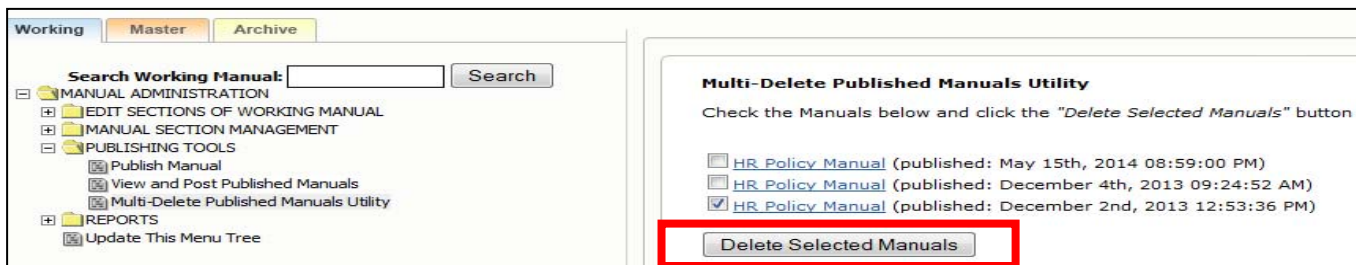 Working Master Archive
Search Working Manual: Search
MANUAL ADMINISTRATION
EDIT SECTIONS OF WORKING MANUAL
MANUAL SECTION MANAGEMENT
PUBLISHING TOOLS
Publish Manual
View and Post Published Manuals
Multi-Delete Published Manuals Utility
REPORTS
Update This Menu Tree
Multi-Delete Published Manuals Utility
Check the Manuals below and click the "Delete Selected Manuals" button
HR Policy Manual (published: May 15th, 2014 08:59:00 PM)
HR Policy Manual (published: December 4th, 2013 09:24:52 AM)
HR Policy Manual (published: December 2nd, 2013 12:53:36 PM)
Delete Selected Manuals